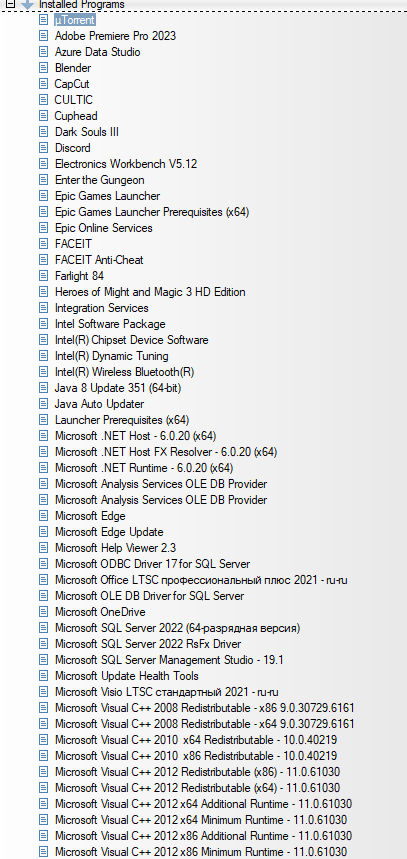 Installed Programs
µTorrent
Adobe Premiere Pro 2023
Azure Data Studio
Blender
CapCut
CULTIC
Cuphead
Dark Souls III
Discord
Electronics Workbench V5.12
Enter the Gungeon
Epic Games Launcher
Epic Games Launcher Prerequisites (x64)
Epic Online Services
FACEIT
FACEIT Anti-Cheat
Farlight 84
Heroes of Might and Magic 3 HD Edition
Integration Services
Intel Software Package
Intel(R) Chipset Device Software
Intel(R) Dynamic Tuning
Intel(R) Wireless Bluetooth(R)
Java 8 Update 351 (64-bit)
Java Auto Updater
Launcher Prerequisites (x64)
Microsoft .NET Host - 6.0.20 (x64)
Microsoft .NET Host FX Resolver - 6.0.20 (x64)
Microsoft .NET Runtime - 6.0.20 (x64)
Microsoft Analysis Services OLE DB Provider
Microsoft Analysis Services OLE DB Provider
Microsoft Edge
Microsoft Edge Update
Microsoft Help Viewer 2.3
Microsoft ODBC Driver 17 for SQL Server
Microsoft Office LTSC профессиональный плюс 2021 - ru-ru
Microsoft OLE DB Driver for SQL Server
Microsoft OneDrive
Microsoft SQL Server 2022 (64-разрядная версия)
Microsoft SQL Server 2022 RsFx Driver
Microsoft SQL Server Management Studio - 19.1
Microsoft Update Health Tools
Microsoft Visio LTSC стандартный 2021 - ru-ru
Microsoft Visual C++ 2008 Redistributable - x86 9.0.30729.6161
Microsoft Visual C++ 2008 Redistributable - x64 9.0.30729.6161
Microsoft Visual C++ 2010  x64 Redistributable - 10.0.40219
Microsoft Visual C++ 2010  x86 Redistributable - 10.0.40219
Microsoft Visual C++ 2012 Redistributable (x86) - 11.0.61030
Microsoft Visual C++ 2012 Redistributable (x64) - 11.0.61030
Microsoft Visual C++ 2012 x64 Additional Runtime - 11.0.61030
Microsoft Visual C++ 2012 x64 Minimum Runtime - 11.0.61030
Microsoft Visual C++ 2012 x86 Additional Runtime - 11.0.61030
Microsoft Visual C++ 2012 x86 Minimum Runtime - 11.0.61030